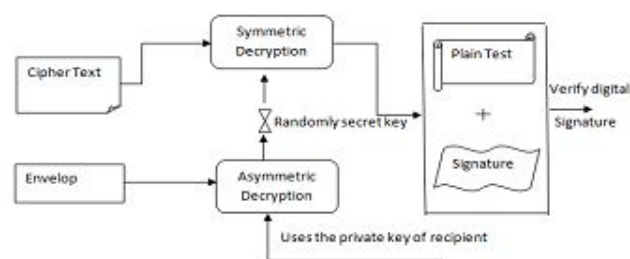 Symmetric
Decryption
Cipher Text
Plain Test
Verify digital
Randomly secret key
+
Signature
Signature
Envelop
Asymmetric
Decryption
Uses the private key of recipient